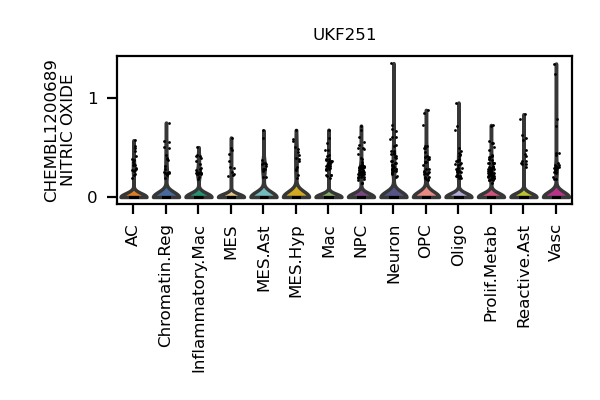 UKF251
CHEMBL1200689
NITRIC OXIDE
1
0
AC
Chromatin.Reg
Inflammatory.Mac
MES
MES.Ast
MES.Hyp
Mac
NPC
Neuron
OPC
Oligo
Prolif.Metab
Reactive.Ast
Vasc